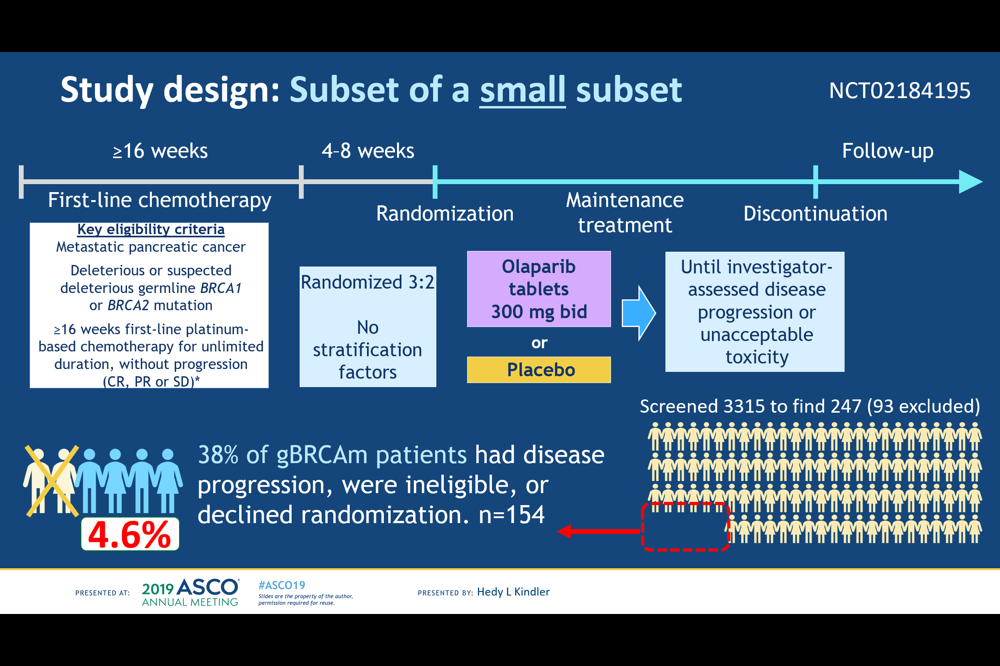 Study design: Subset of a small subset
NCT02184195
≥16 weeks
4–8 weeks
Follow-up
First-line chemotherapy
Randomization
Maintenance
treatment
Discontinuation
Key eligibility criteria
Metastatic pancreatic cancer
Deleterious or suspected
deleterious germline BRCA1
or BRCA2 mutation
≥16 weeks first-line platinum-
based chemotherapy for unlimited
duration, without progression
(CR, PR or SD)*
Randomized 3:2
No
stratification
factors
Olaparib
tablets
300 mg bid
or
Placebo
Until investigator-
assessed disease
progression or
unacceptable
toxicity
Screened 3315 to find 247 (93 excluded)
38% of gBRCAm patients had disease
progression, were ineligible, or
declined randomization. n=154
4.6%
PRESENTED AT:
2019 ASCO®
ANNUAL MEETING
#ASCO19
Slides are the property of the author,
permission required for reuse.
PRESENTED BY: Hedy L Kindler